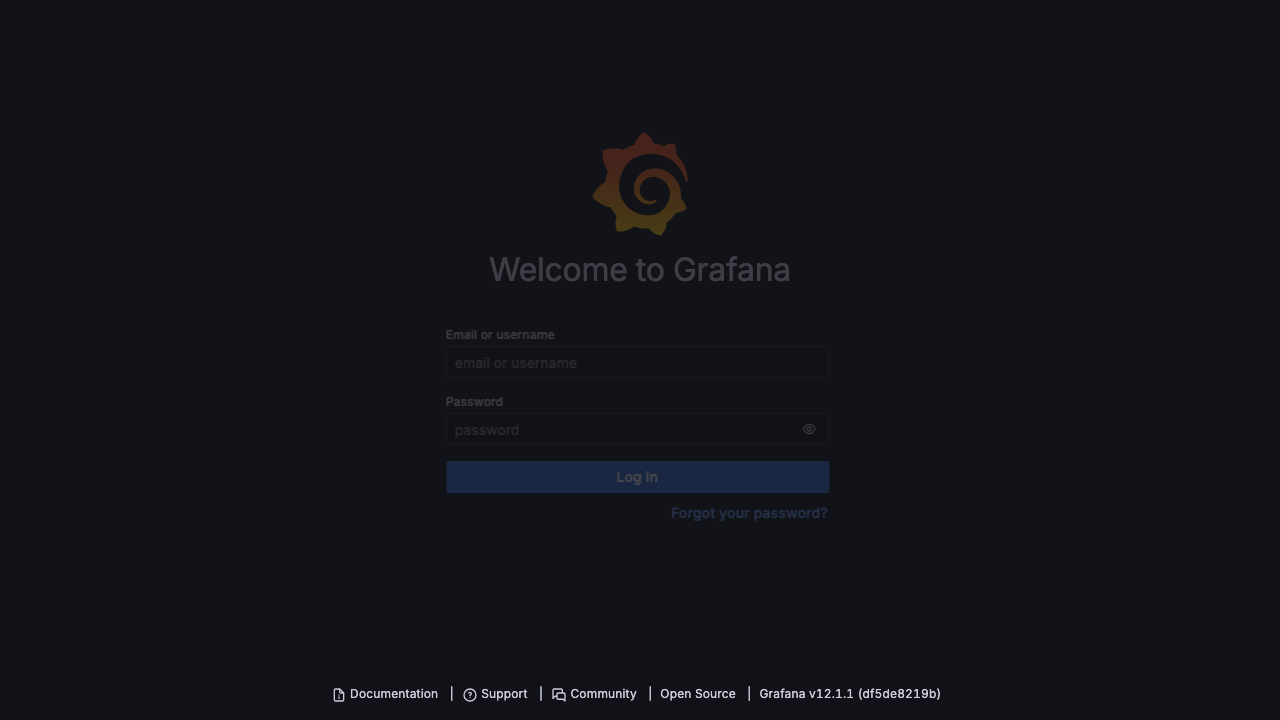 Welcome to Grafana
Email or username
email or username
Password
password
Log in
Forgot your password?
Documentation | Support | Community | Open Source | Grafana v12.1.1 (df5de8219b)